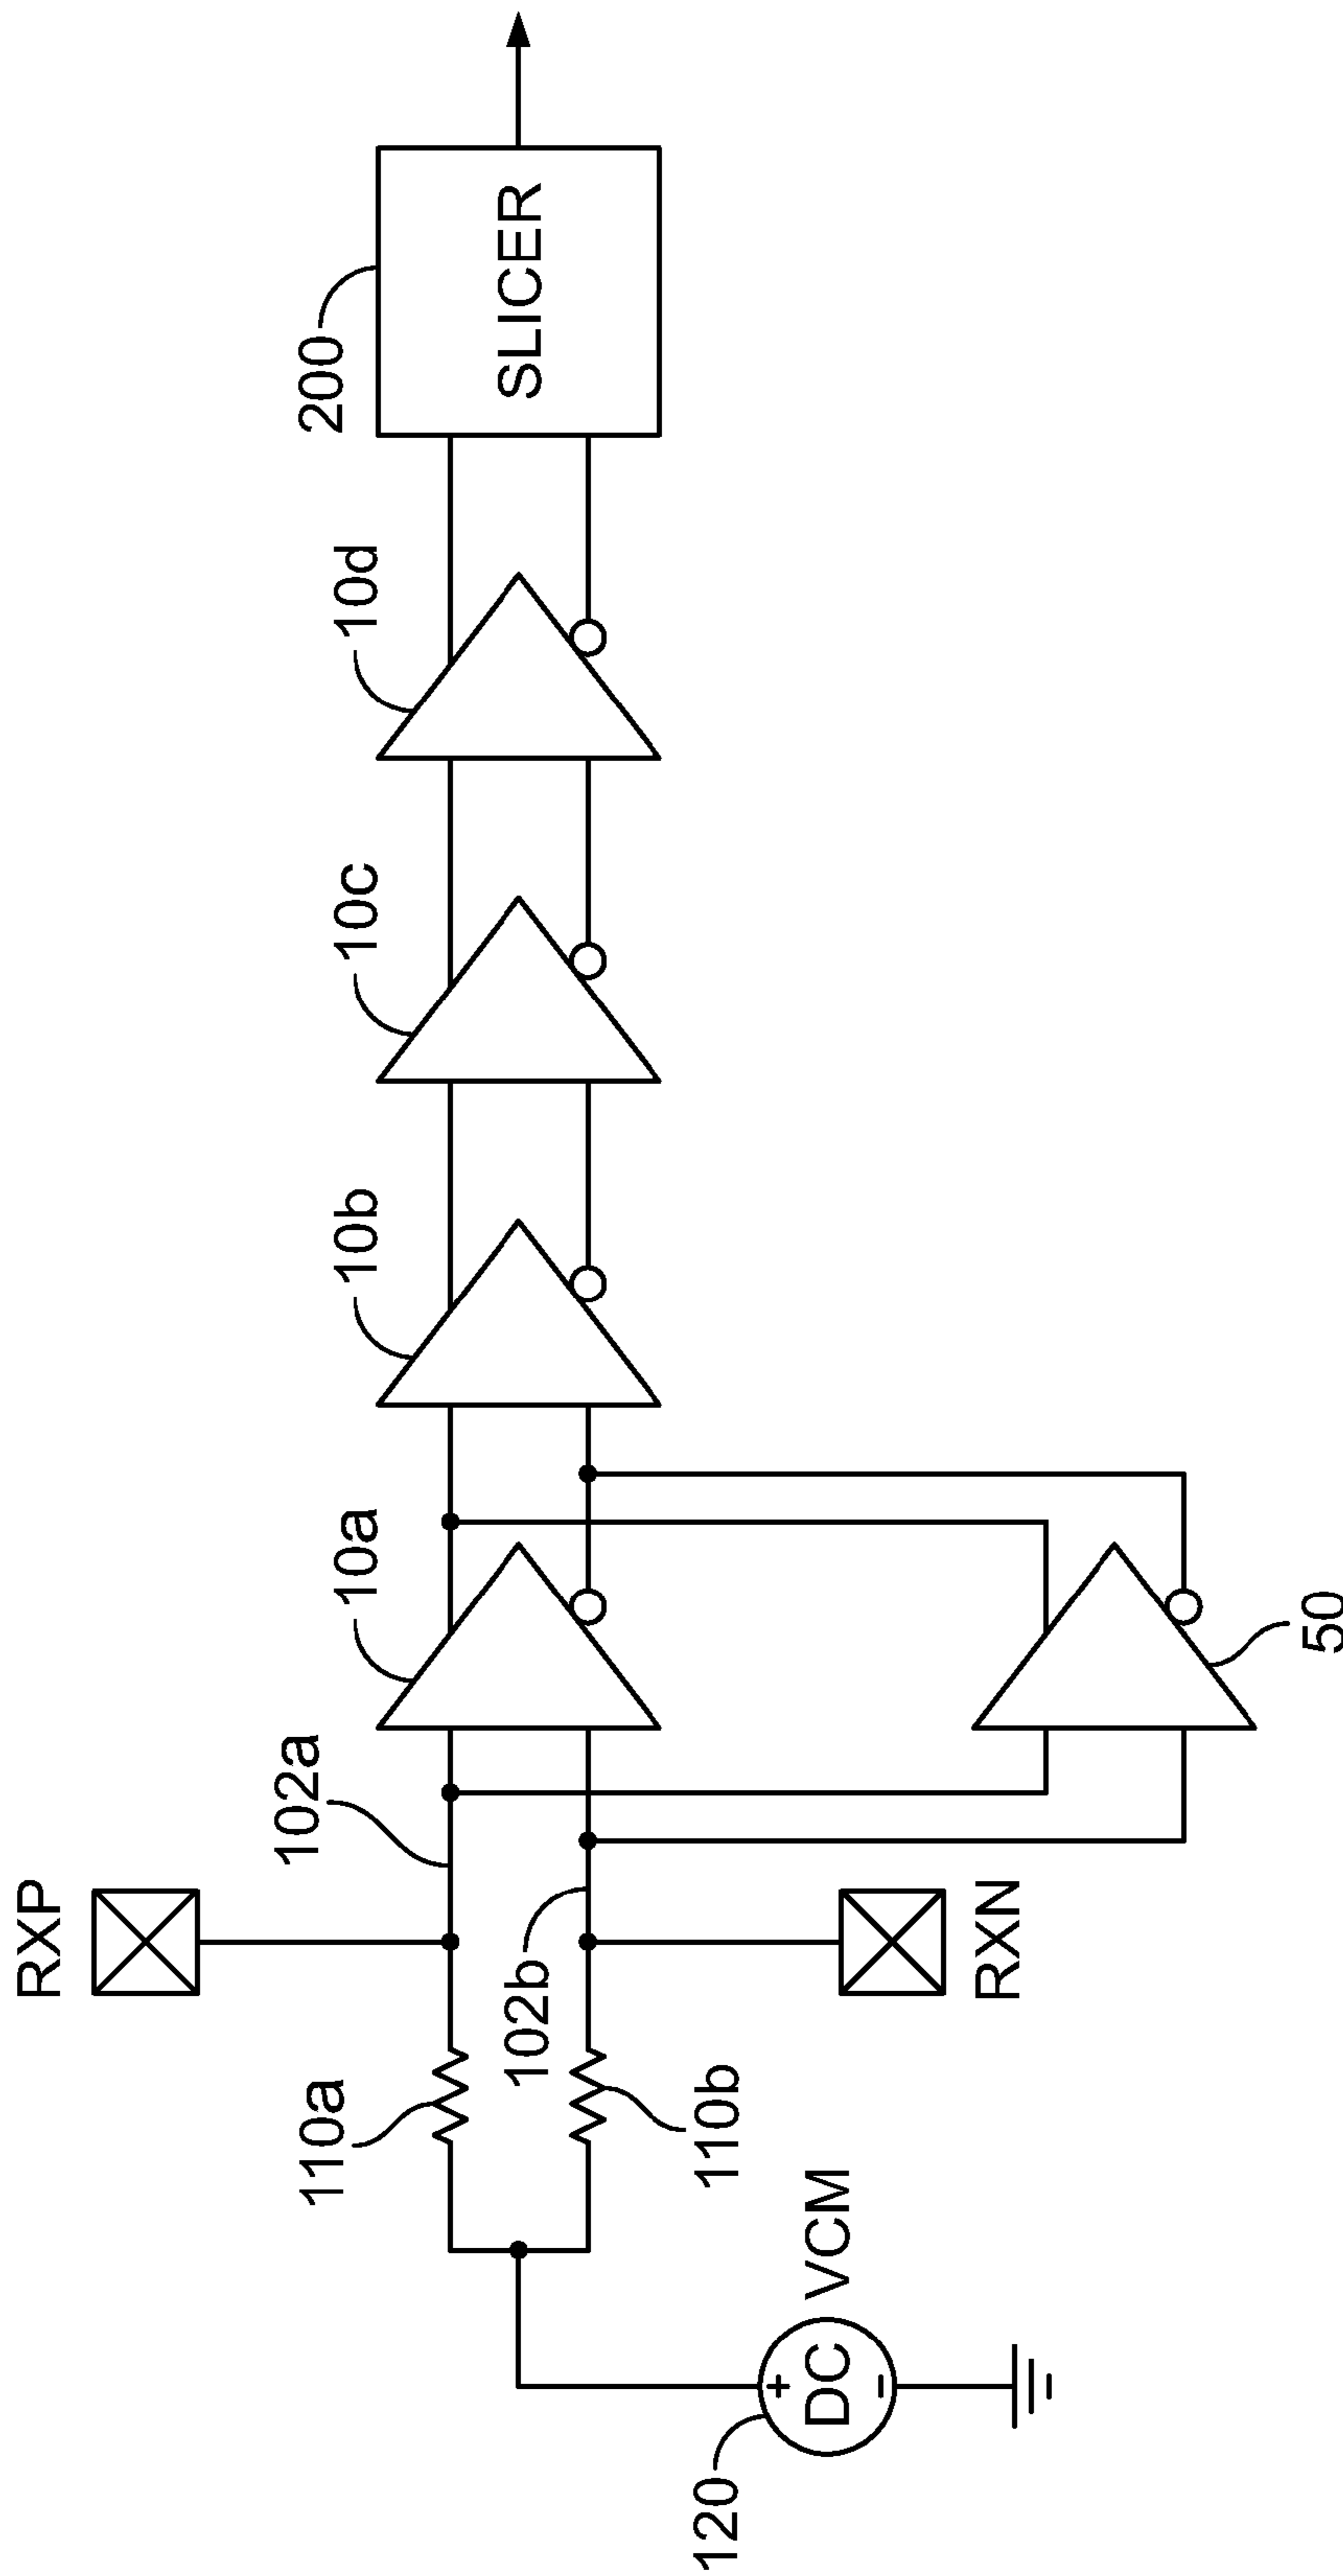 RXP
102a
10a
10b
10c
10d
200
SLICER
110a
102b
110b
RXN
120
+
DC
-
VCM
50